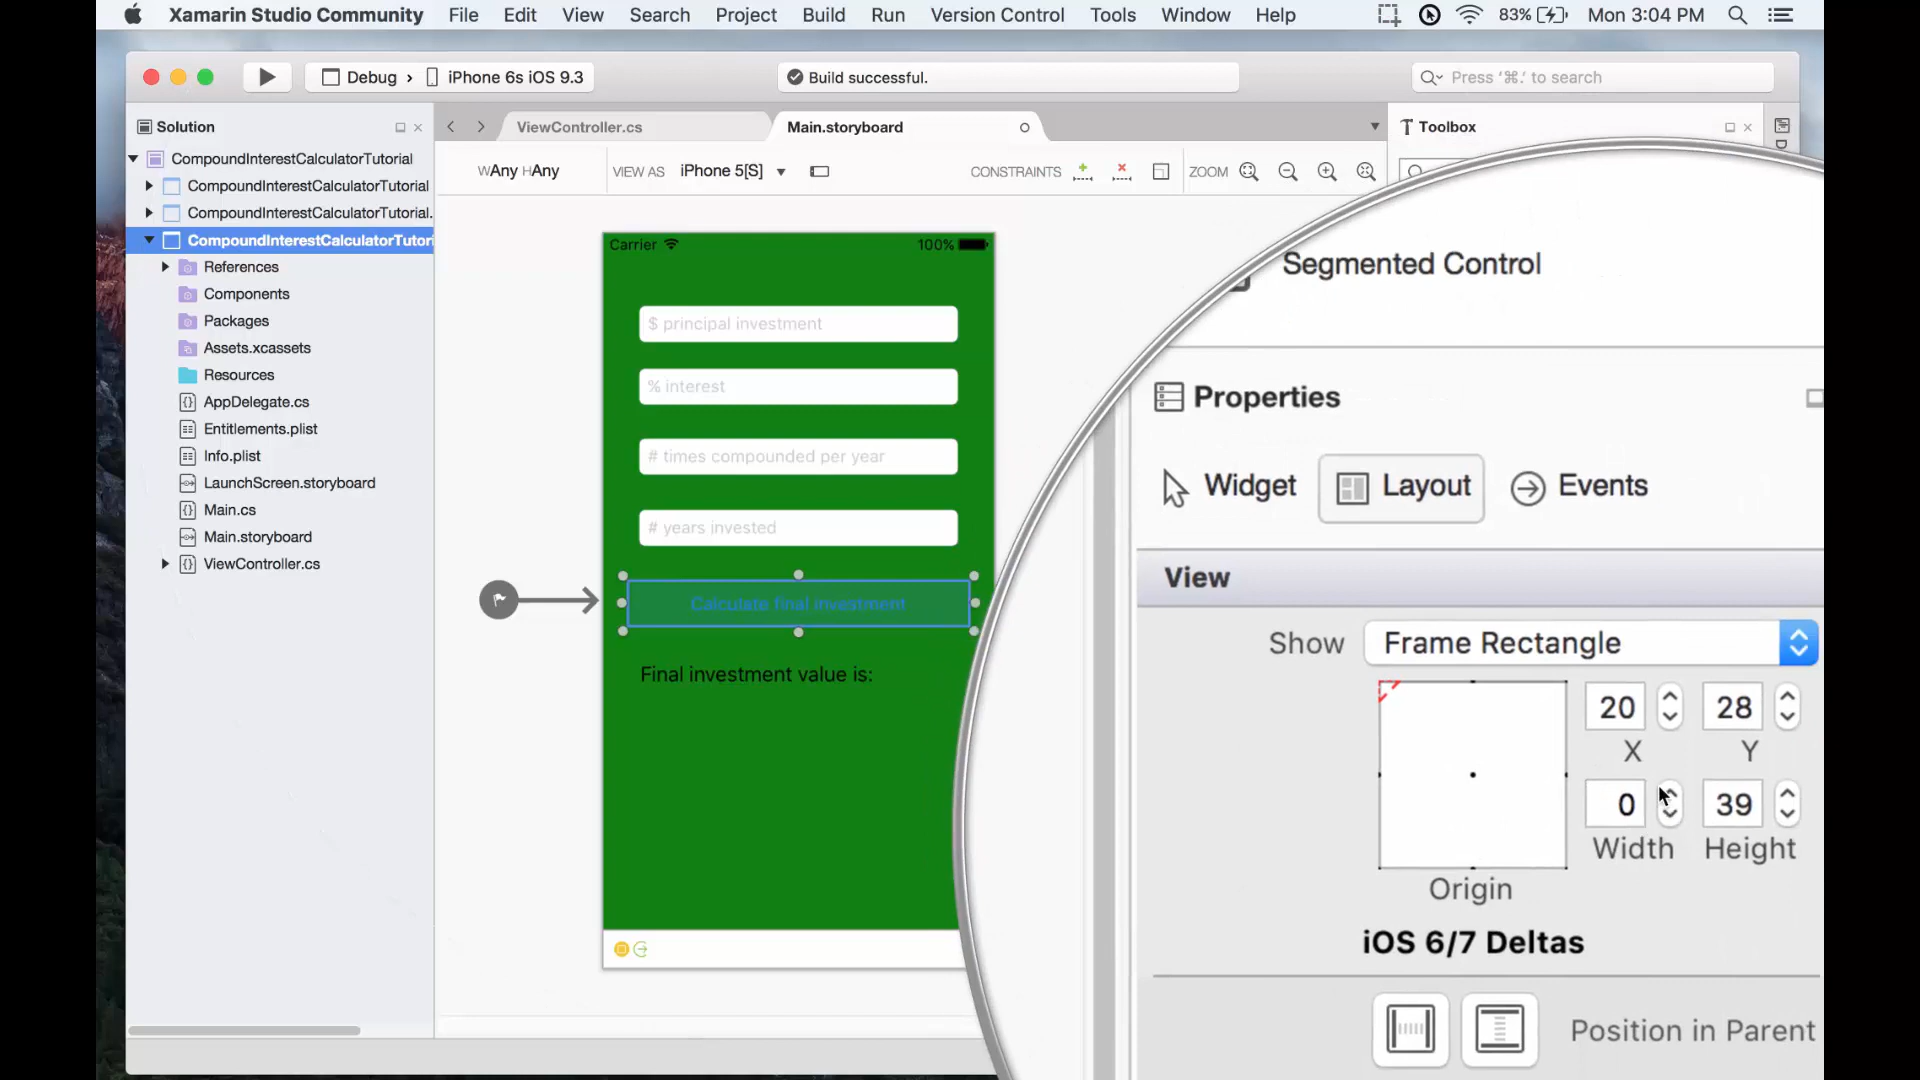 Xamarin Studio Community File Edit View Search Project Build Run Version Control Tools Window Help 83% Mon 3:04 PM
Debug › iPhone 6s iOS 9.3 Build successful. Press ‘⌘.’ to search
Solution
ViewController.cs Main.storyboard
Toolbox
CompoundInterestCalculatorTutorial
CompoundInterestCalculatorTutorial
CompoundInterestCalculatorTutorial.
CompoundInterestCalculatorTutori
References
Components
Packages
Assets.xcassets
Resources
AppDelegate.cs
Entitlements.plist
Info.plist
LaunchScreen.storyboard
Main.cs
Main.storyboard
ViewController.cs
wAny HAny VIEW AS iPhone 5[S] CONSTRAINTS ZOOM
Carrier 100%
$ principal investment
% interest
# times compounded per year
# years invested
Calculate final investment
Final investment value is:
Segmented Control
Properties
Widget Layout Events
View
Show Frame Rectangle
20 28
X Y
0 39
Width Height
Origin
iOS 6/7 Deltas
Position in Parent